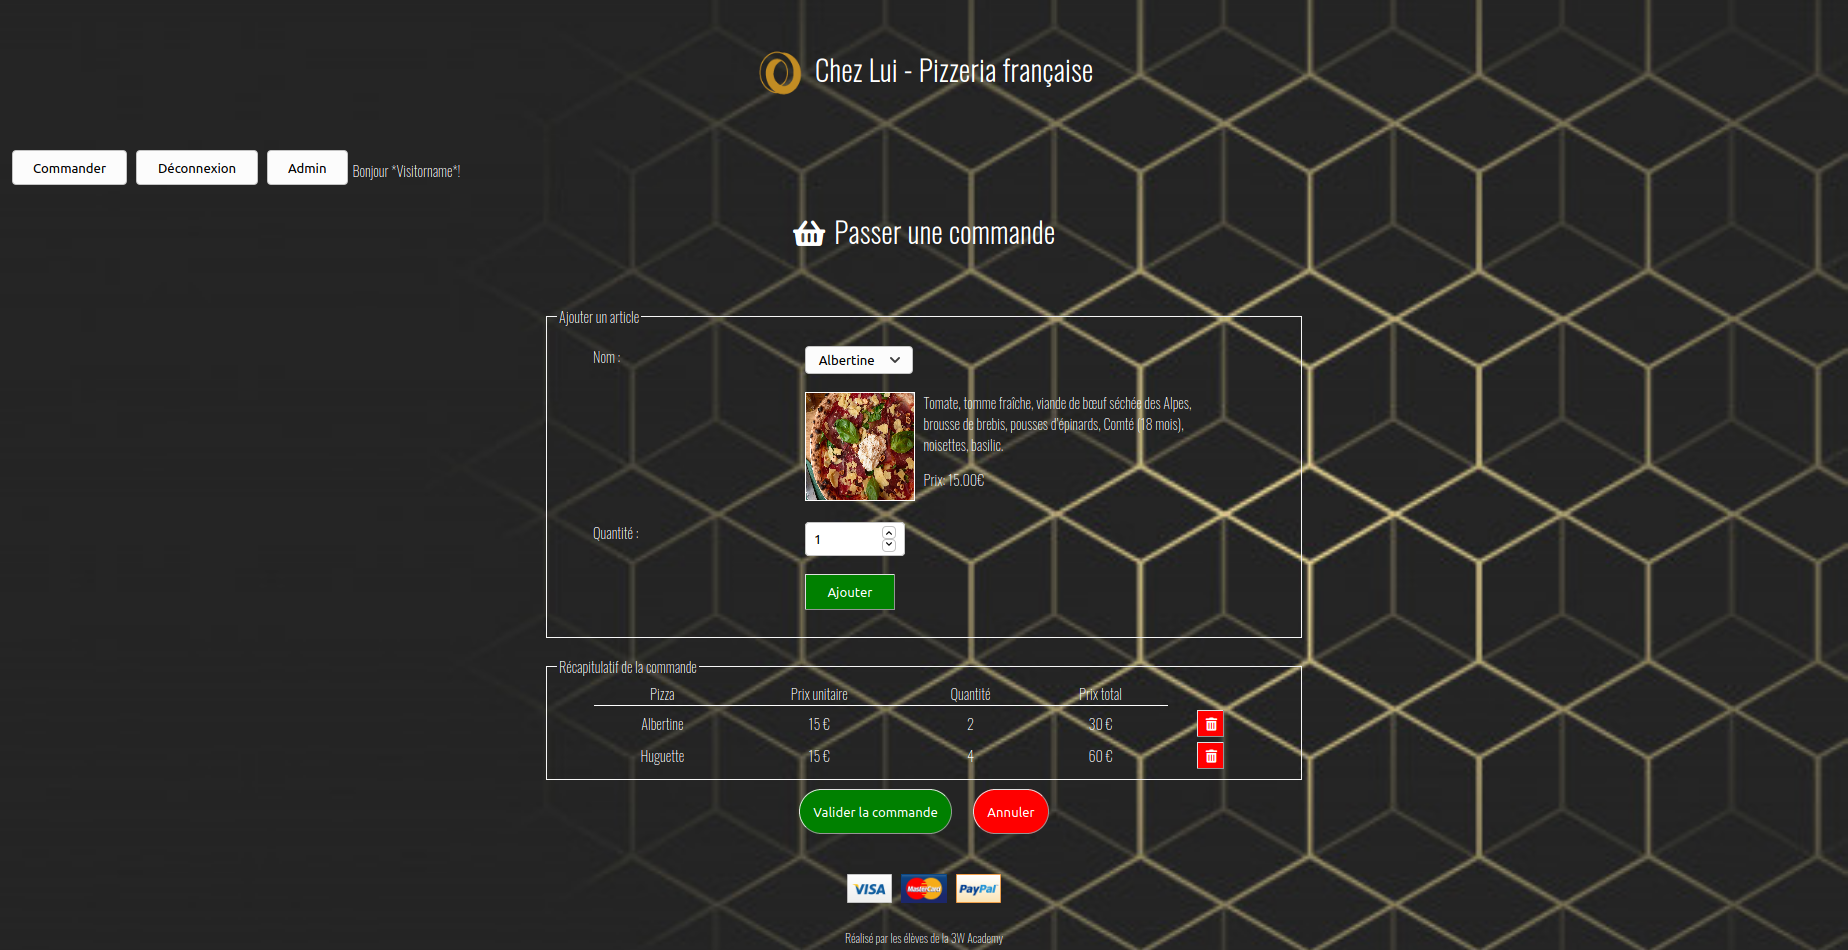 Chez Lui - Pizzeria française
Commander Déconnexion Admin Bonjour *Visitorname*!
Passer une commande
Ajouter un article
Nom : Albertine
Tomate, tomme fraîche, viande de bœuf séchée des Alpes,
brousse de brebis, pousses d'épinards, Comté (18 mois),
noisettes, basilic.
Prix: 15.00€
Quantité : 1
Ajouter
Récapitulatif de la commande
Pizza Prix unitaire Quantité Prix total
Albertine 15 € 2 30 €
Huguette 15 € 4 60 €
Valider la commande Annuler
VISA MasterCard PayPal
Réalisé par les élèves de la 3W Academy